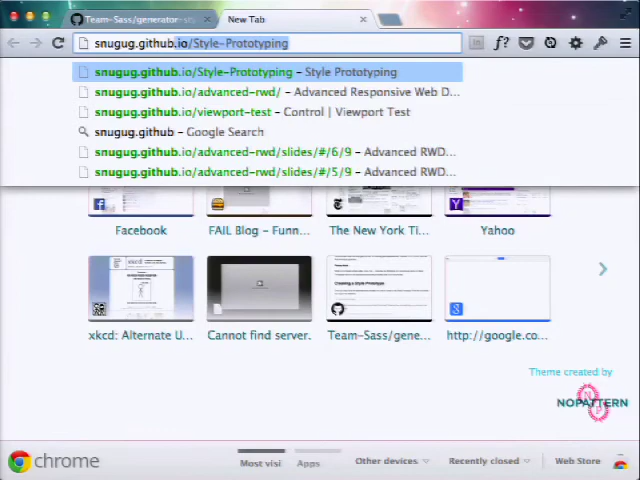 Team-Sass/generator-st
New Tab
snugug.github.io/Style-Prototyping
snugug.github.io/Style-Prototyping – Style Prototyping
snugug.github.io/advanced-rwd/ – Advanced Responsive Web D...
snugug.github.io/viewport-test – Control | Viewport Test
snugug.github – Google Search
snugug.github.io/advanced-rwd/slides/#/6/9 – Advanced RWD...
snugug.github.io/advanced-rwd/slides/#/5/9 – Advanced RWD...
Facebook
FAIL Blog – Funn...
The New York Ti...
Yahoo
xkcd: Alternate U...
Cannot find server.
Team-Sass/gene...
http://google.co...
Theme created by
NOPATTERN
chrome
Most visi
Apps
Other devices
Recently closed
Web Store